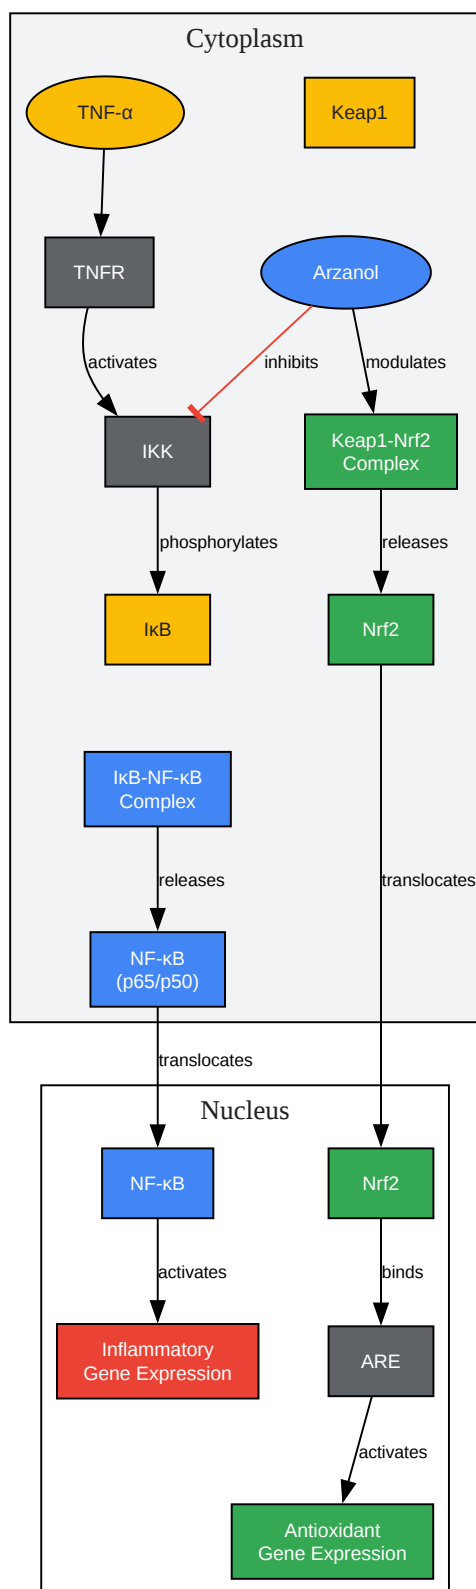 Cytoplasm
TNF-α
Keap1
TNFR
Arzanol
activates
inhibits
modulates
IKK
Keap1-Nrf2
Complex
phosphorylates
releases
IκB
Nrf2
IκB-NF-κB
Complex
releases
translocates
NF-κB
(p65/p50)
translocates
Nucleus
NF-κB
Nrf2
activates
binds
Inflammatory
Gene Expression
ARE
activates
Antioxidant
Gene Expression